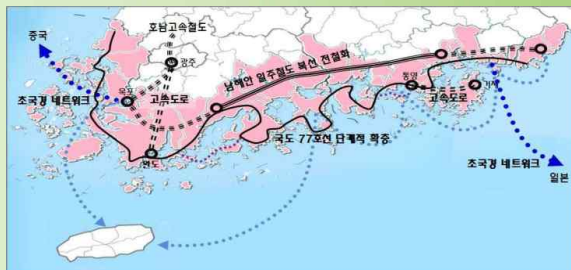 호남고속철도
중국
광주
남해안 일주철도 복선 전철화
목포
초국경 네트워크
고속도로
통영
거제
고속도로
국도 77호선 단계적 확충
완도
초국경 네트워크
일본